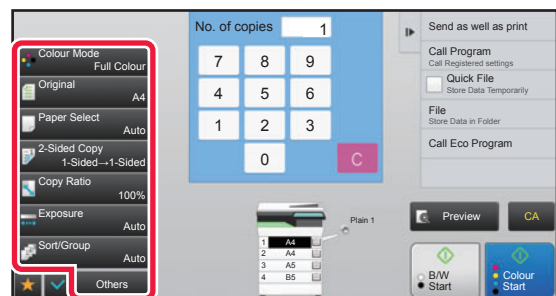 Colour Mode
Full Colour
Original
A4
Paper Select
Auto
2-Sided Copy
1-Sided→1-Sided
Copy Ratio
100%
Exposure
Auto
Sort/Group
Auto
Others
No. of copies 1
7 8 9
4 5 6
1 2 3
0 C
Plain 1
1 A4
2 A4
3 A5
4 B5
Send as well as print
Call Program
Call Registered settings
Quick File
Store Data Temporarily
File
Store Data in Folder
Call Eco Program
Preview CA
B/W
Start
Colour
Start